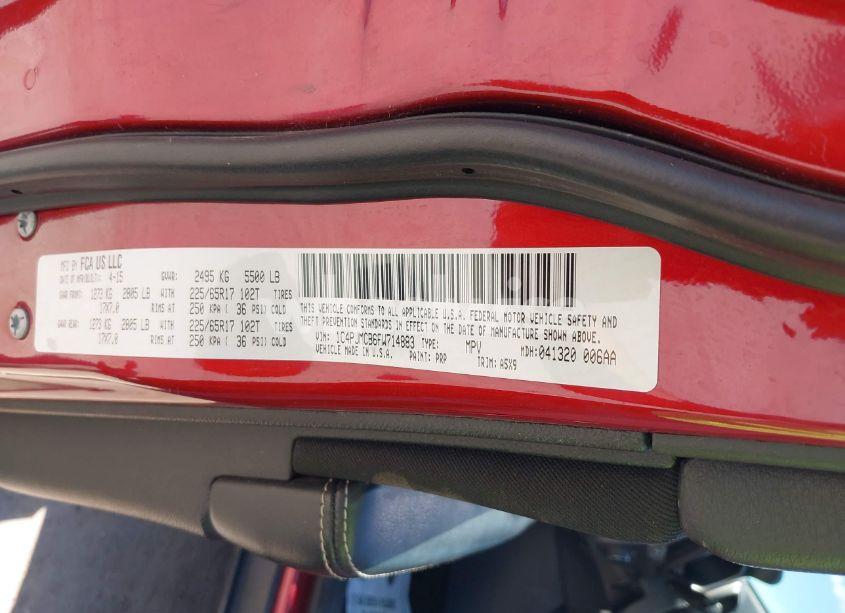 MFD BY FCA US LLC GVWR: 2495 KG 5500 LB
DATE OF MFR(BUILT): 4-15
GAWR FRONT: 1273 KG 2805 LB WITH 225/65R17 102T TIRES
17X7.0 RIMS AT 250 KPA ( 36 PSI) COLD
GAWR REAR: 1273 KG 2805 LB WITH 225/65R17 102T TIRES
17X7.0 RIMS AT 250 KPA ( 36 PSI) COLD
THIS VEHICLE CONFORMS TO ALL APPLICABLE U.S.A. FEDERAL MOTOR VEHICLE SAFETY AND
THEFT PREVENTION STANDARDS IN EFFECT ON THE DATE OF MANUFACTURE SHOWN ABOVE.
VIN: 1C4PJMCB6FW714883 TYPE: MPV MDH:041320 006AA
VEHICLE MADE IN U.S.A. PAINT: PRP TRIM: A5X9